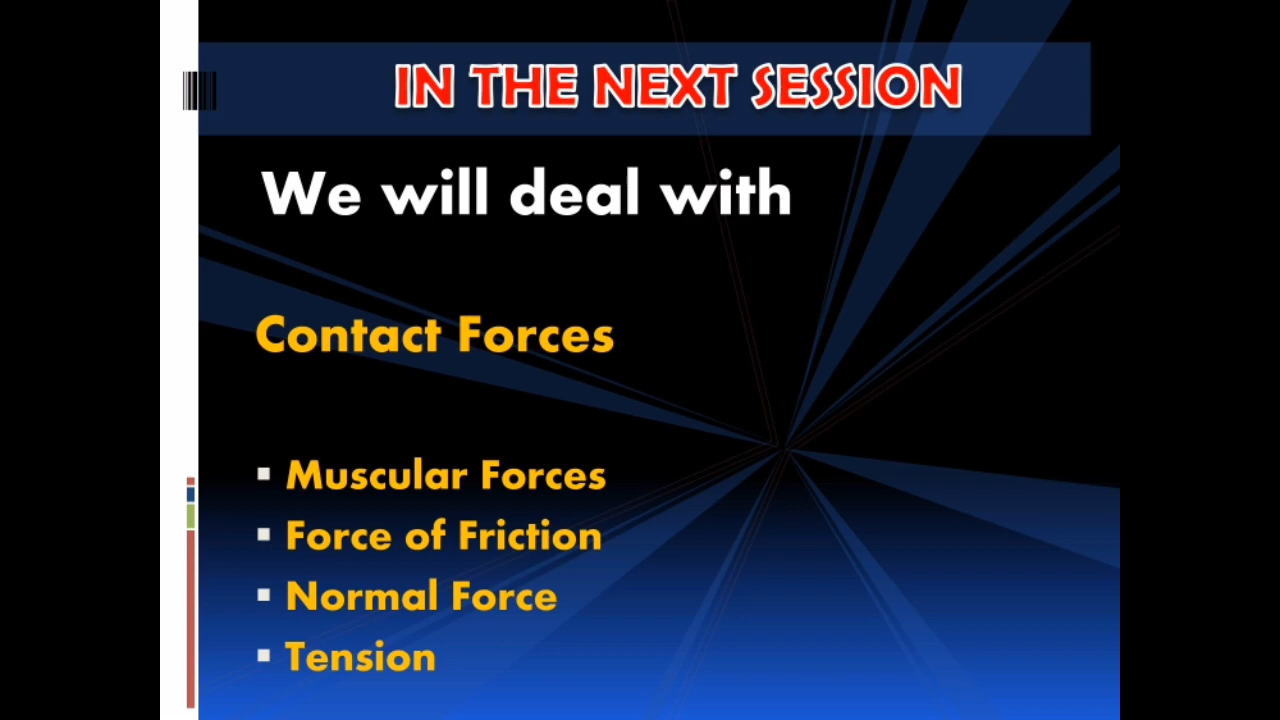 IN THE NEXT SESSION
We will deal with
Contact Forces
▪ Muscular Forces
▪ Force of Friction
▪ Normal Force
▪ Tension